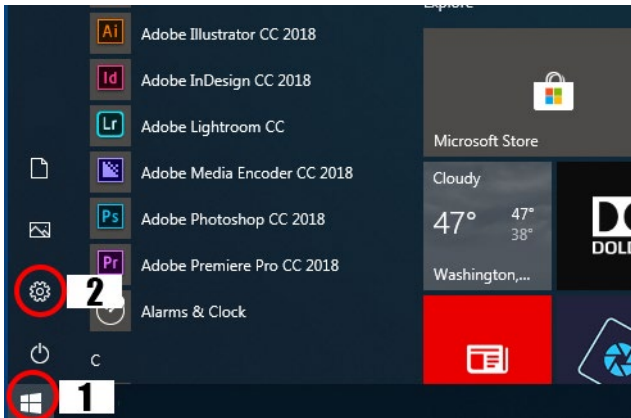 Explore
Ai Adobe Illustrator CC 2018
Id Adobe InDesign CC 2018
Lr Adobe Lightroom CC
Adobe Media Encoder CC 2018
Ps Adobe Photoshop CC 2018
Pr Adobe Premiere Pro CC 2018
2
Alarms & Clock
C
1
Microsoft Store
Cloudy
47° 47°
38°
Washington,...